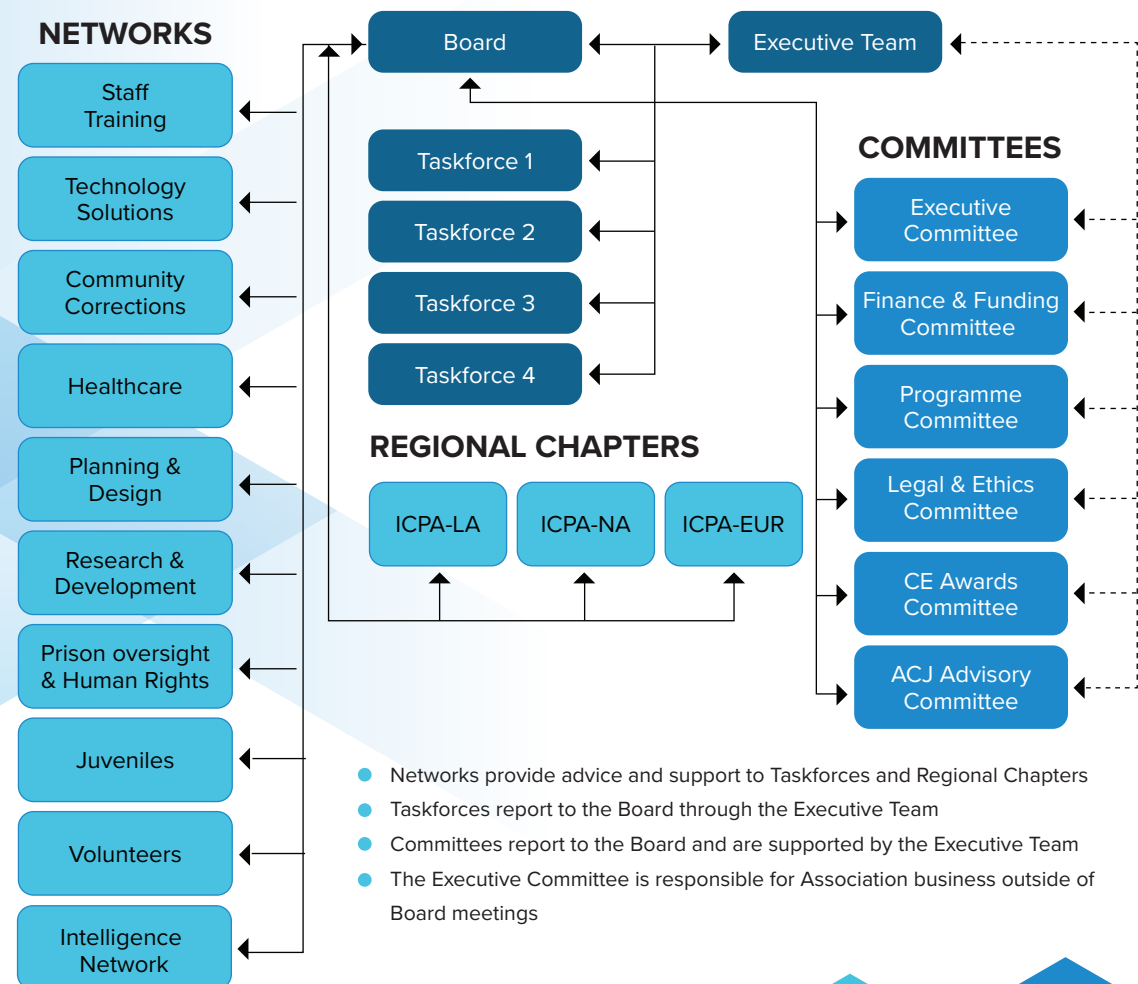 NETWORKS
Staff
Training
Technology
Solutions
Community
Corrections
Healthcare
Planning &
Design
Research &
Development
Prison oversight
& Human Rights
Juveniles
Volunteers
Intelligence
Network
Board
Executive Team
Taskforce 1
Taskforce 2
Taskforce 3
Taskforce 4
REGIONAL CHAPTERS
ICPA-LA
ICPA-NA
ICPA-EUR
COMMITTEES
Executive
Committee
Finance & Funding
Committee
Programme
Committee
Legal & Ethics
Committee
CE Awards
Committee
ACJ Advisory
Committee
Networks provide advice and support to Taskforces and Regional Chapters
Taskforces report to the Board through the Executive Team
Committees report to the Board and are supported by the Executive Team
The Executive Committee is responsible for Association business outside of
Board meetings